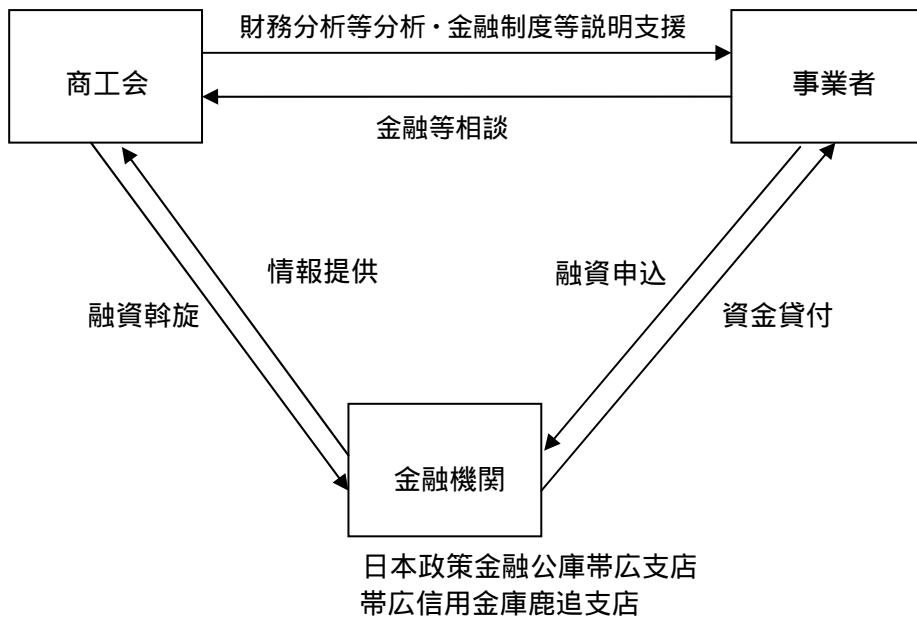 財務分析等分析・金融制度等説明支援
商工会
事業者
金融等相談
情報提供
融資申込
融資斡旋
資金貸付
金融機関
日本政策金融公庫帯広支店
帯広信用金庫鹿追支店